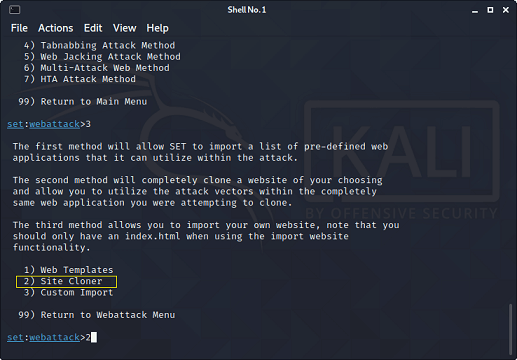 Shell No. 1
File Actions Edit View Help
4) Tabnabbing Attack Method
5) Web Jacking Attack Method
6) Multi-Attack Web Method
7) HTA Attack Method
99) Return to Main Menu
set:webattack>3
The first method will allow SET to import a list of pre-defined web
applications that it can utilize within the attack.
The second method will completely clone a website of your choosing
and allow you to utilize the attack vectors within the completely
same web application you were attempting to clone.
The third method allows you to import your own website, note that you
should only have an index.html when using the import website
functionality.
1) Web Templates
2) Site Cloner
3) Custom Import
99) Return to Webattack Menu
set:webattack>2
KALI
BY OFFENSIVE SECURITY